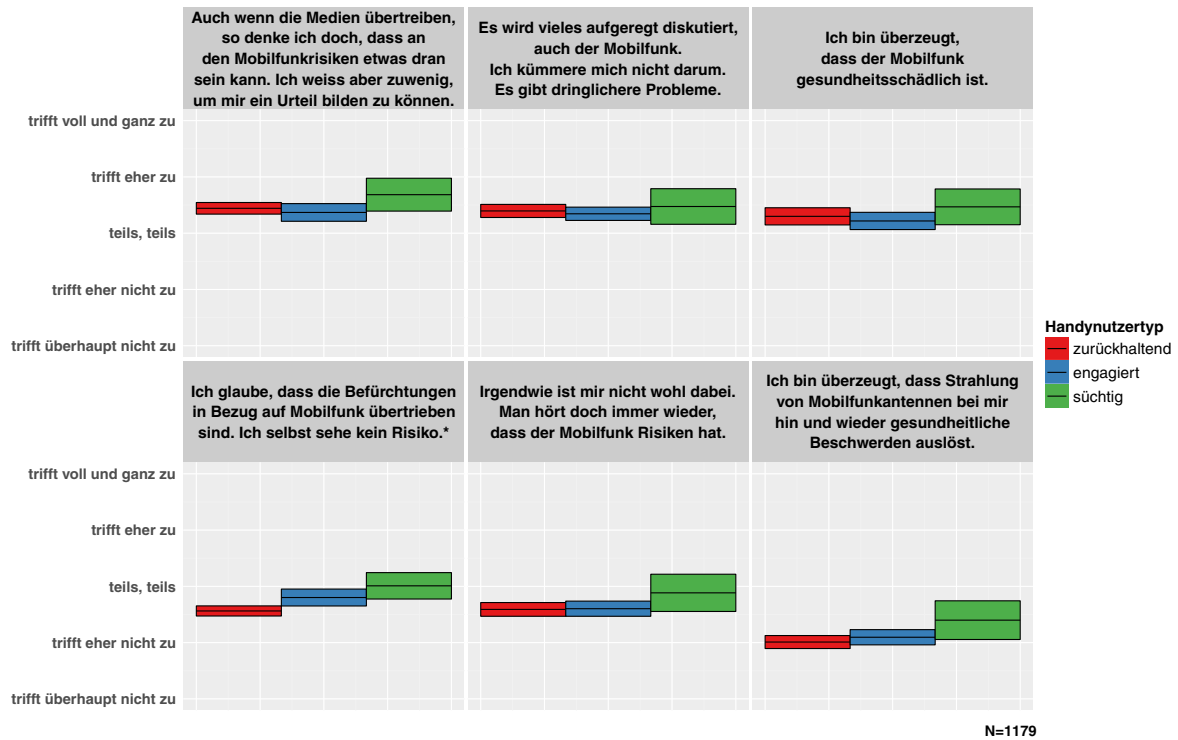 Auch wenn die Medien übertreiben,
so denke ich doch, dass an
den Mobilfunkrisiken etwas dran
sein kann. Ich weiss aber zuwenig,
um mir ein Urteil bilden zu können.
Es wird vieles aufgeregt diskutiert,
auch der Mobilfunk.
Ich kümmere mich nicht darum.
Es gibt dringlichere Probleme.
Ich bin überzeugt,
dass der Mobilfunk
gesundheitsschädlich ist.
trifft voll und ganz zu
trifft eher zu
teils, teils
trifft eher nicht zu
trifft überhaupt nicht zu
Ich glaube, dass die Befürchtungen
in Bezug auf Mobilfunk übertrieben
sind. Ich selbst sehe kein Risiko.*
Irgendwie ist mir nicht wohl dabei.
Man hört doch immer wieder,
dass der Mobilfunk Risiken hat.
Ich bin überzeugt, dass Strahlung
von Mobilfunkantennen bei mir
hin und wieder gesundheitliche
Beschwerden auslöst.
trifft voll und ganz zu
trifft eher zu
teils, teils
trifft eher nicht zu
trifft überhaupt nicht zu
Handynutzertyp
zurückhaltend
engagiert
süchtig
N=1179